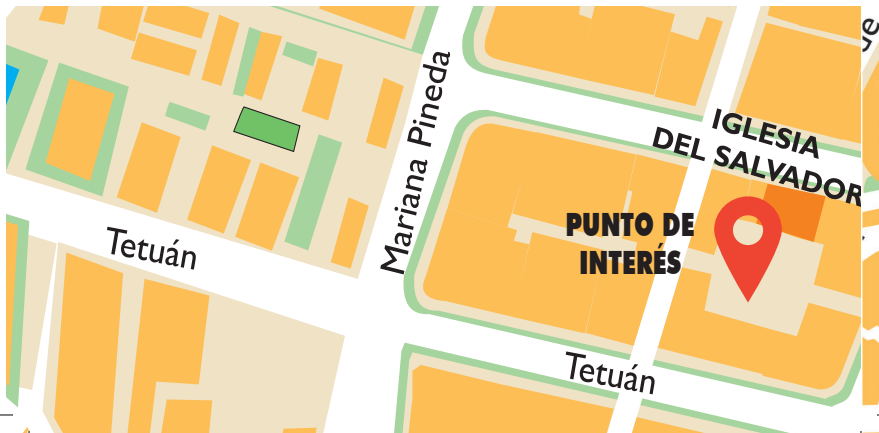 Mariana Pineda
IGLESIA
DEL SALVADOR
PUNTO DE
INTERÉS
Tetuán
Tetuán